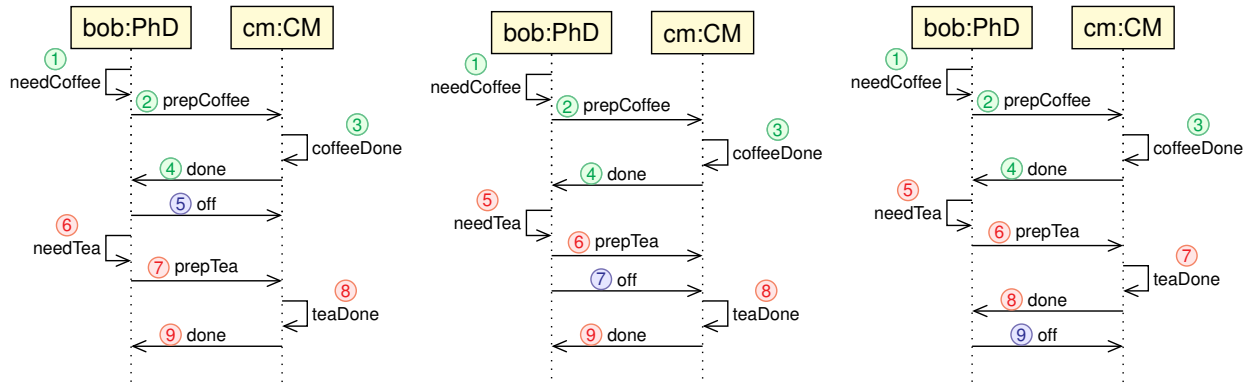 bob:PhD cm:CM
1
needCoffee
2 prepCoffee
3
coffeeDone
4 done
5 off
6
needTea
7 prepTea
8
teaDone
9 done
bob:PhD cm:CM
1
needCoffee
2 prepCoffee
3
coffeeDone
4 done
5
needTea
6 prepTea
7 off
8
teaDone
9 done
bob:PhD cm:CM
1
needCoffee
2 prepCoffee
3
coffeeDone
4 done
5
needTea
6 prepTea
7
teaDone
8 done
9 off